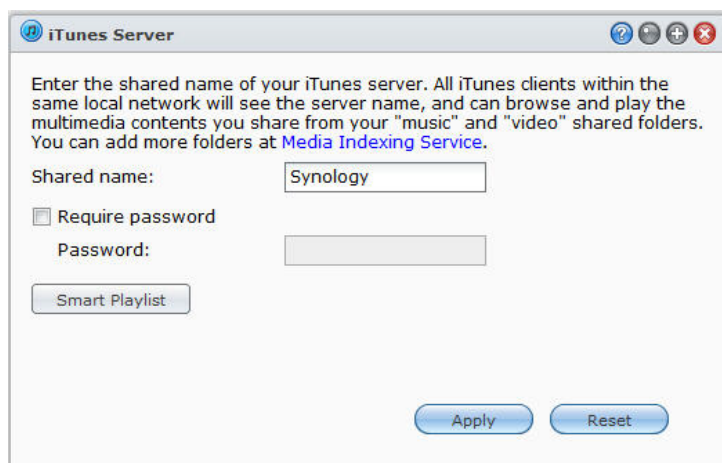 iTunes Server
Enter the shared name of your iTunes server. All iTunes clients within the
same local network will see the server name, and can browse and play the
multimedia contents you share from your "music" and "video" shared folders.
You can add more folders at Media Indexing Service.
Shared name: Synology
Require password
Password:
Smart Playlist
Apply Reset